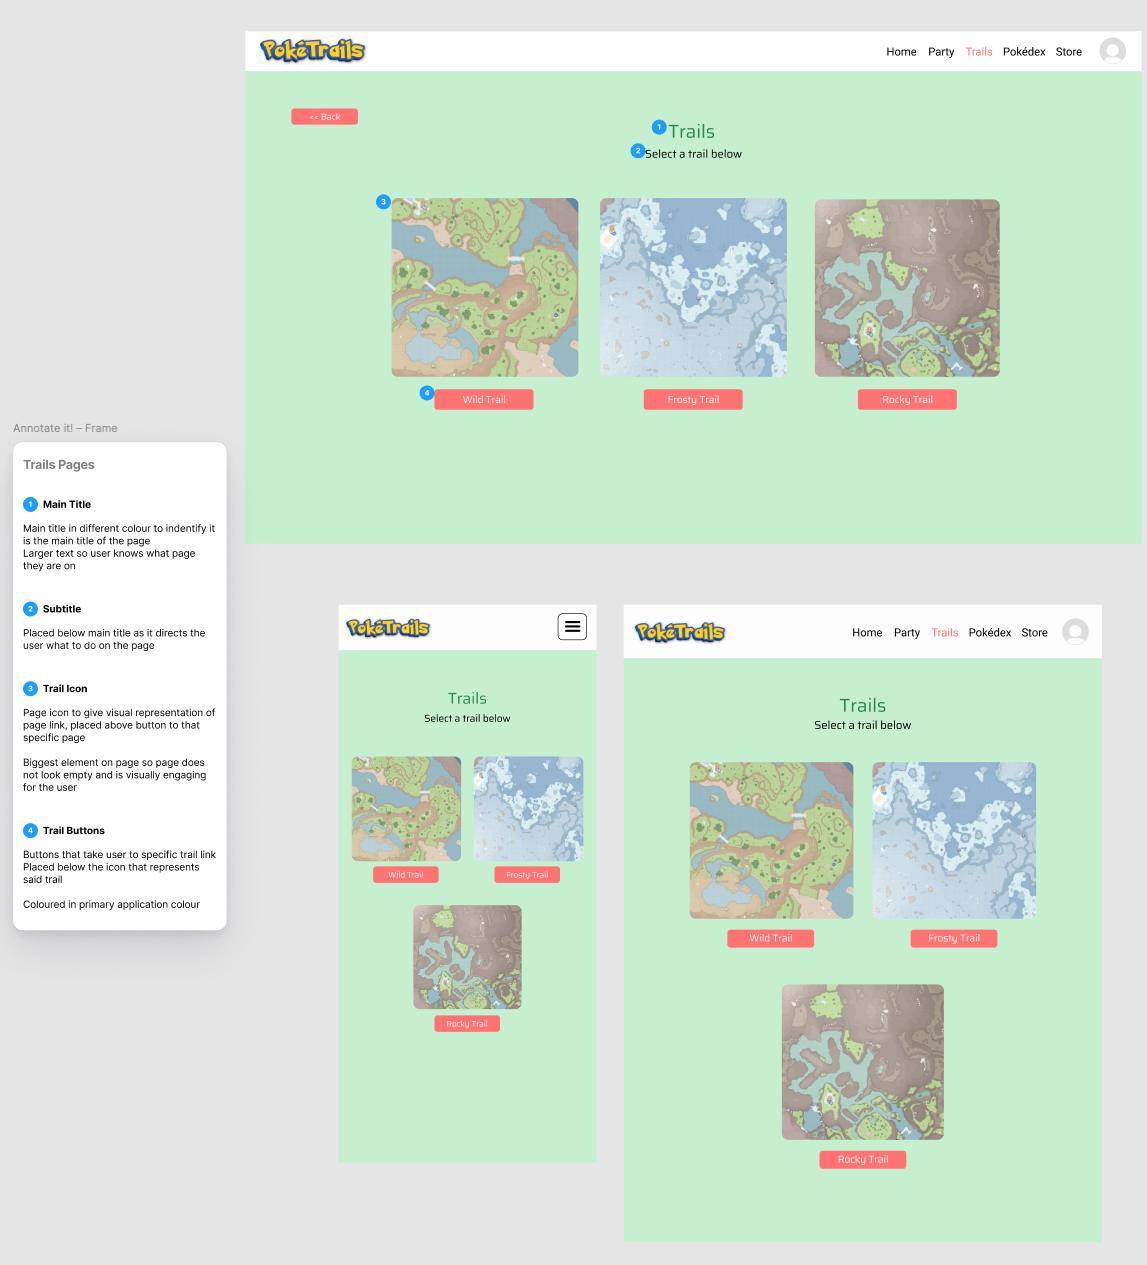 PokéTrails
Home Party Trails Pokédex Store
<< Back
1 Trails
2 Select a trail below
3
4 Wild Trail
Frosty Trail
Rocky Trail
Annotate it! – Frame
Trails Pages
1 Main Title
Main title in different colour to indentify it
is the main title of the page
Larger text so user knows what page
they are on
2 Subtitle
Placed below main title as it directs the
user what to do on the page
3 Trail Icon
Page icon to give visual representation of
page link, placed above button to that
specific page
Biggest element on page so page does
not look empty and is visually engaging
for the user
4 Trail Buttons
Buttons that take user to specific trail link
Placed below the icon that represents
said trail
Coloured in primary application colour
PokéTrails
Trails
Select a trail below
Wild Trail
Frosty Trail
Rocky Trail
PokéTrails
Home Party Trails Pokédex Store
Trails
Select a trail below
Wild Trail
Frosty Trail
Rocky Trail